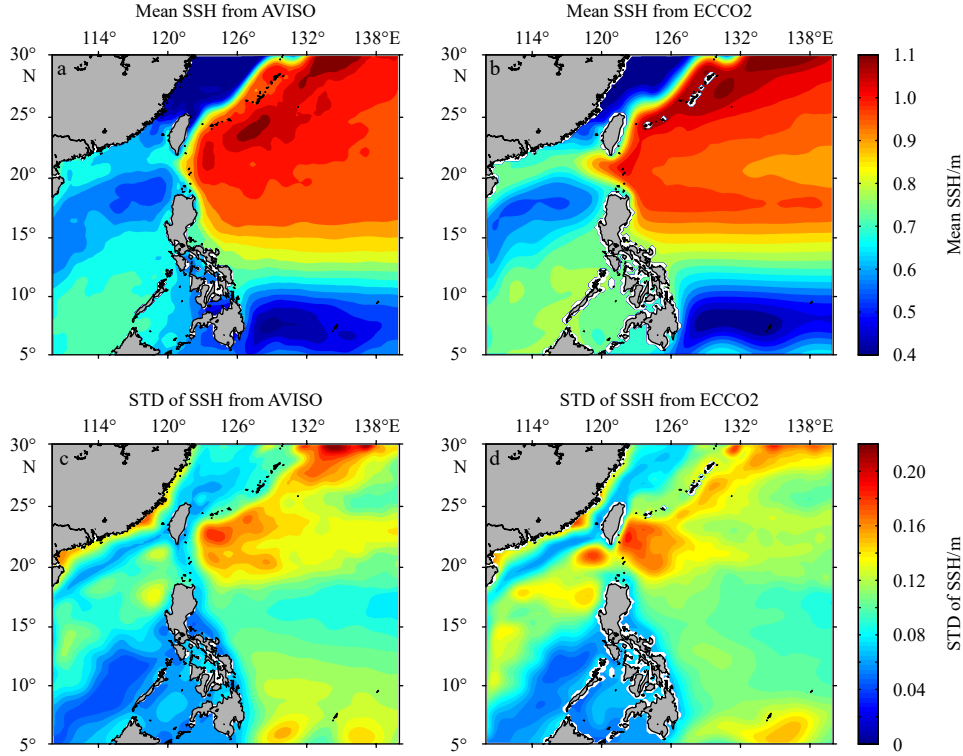 Mean SSH from AVISO
Mean SSH from ECCO2
114° 120° 126° 132° 138°E
114° 120° 126° 132° 138°E
30°
N
25°
20°
15°
10°
5°
a
30°
N
25°
20°
15°
10°
5°
b
1.1
1.0
0.9
0.8
0.7
0.6
0.5
0.4
Mean SSH/m
STD of SSH from AVISO
STD of SSH from ECCO2
114° 120° 126° 132° 138°E
114° 120° 126° 132° 138°E
30°
N
25°
20°
15°
10°
5°
c
30°
N
25°
20°
15°
10°
5°
d
0.20
0.16
0.12
0.08
0.04
0
STD of SSH/m